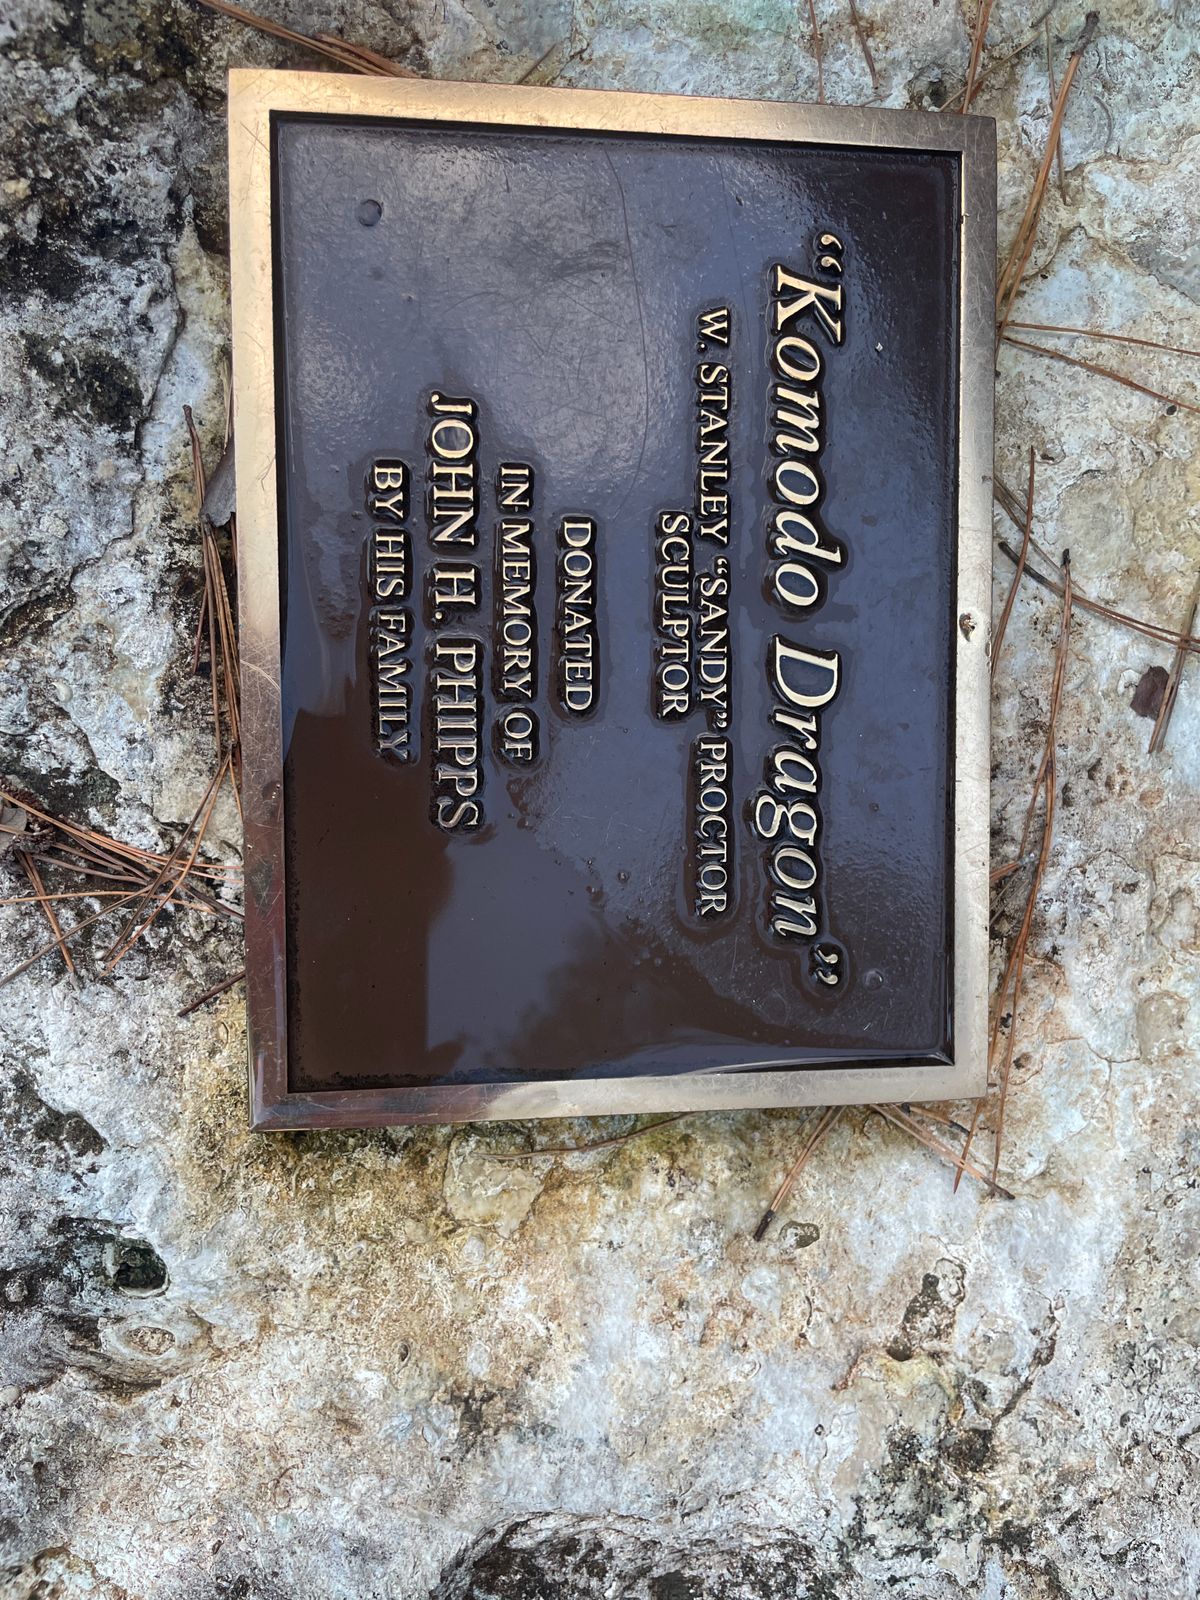 “Komodo Dragon”
W. STANLEY “SANDY” PROCTOR
SCULPTOR
DONATED
IN MEMORY OF
JOHN H. PHIPPS
BY HIS FAMILY